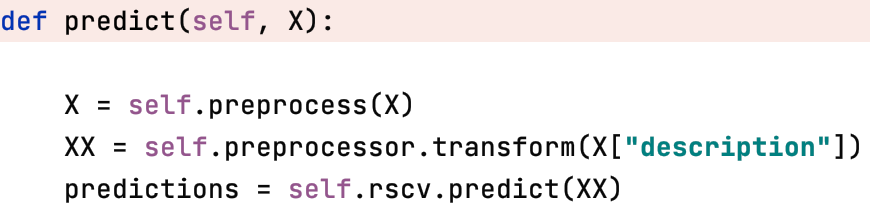 def predict(self, X):
    X = self.preprocess(X)
    XX = self.preprocessor.transform(X["description"])
    predictions = self.rscv.predict(XX)